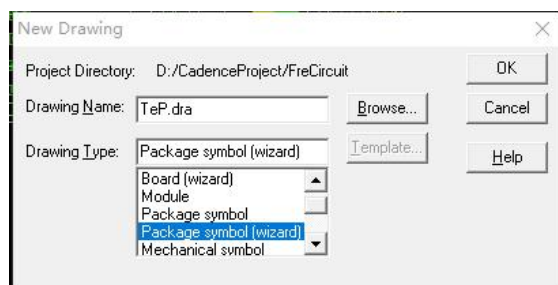 New Drawing
Project Directory: D:/CadenceProject/FreCircuit
OK
Drawing Name: TeP.dra
Browse...
Cancel
Drawing Type: Package symbol (wizard)
Template...
Help
Board (wizard)
Module
Package symbol
Package symbol (wizard)
Mechanical symbol